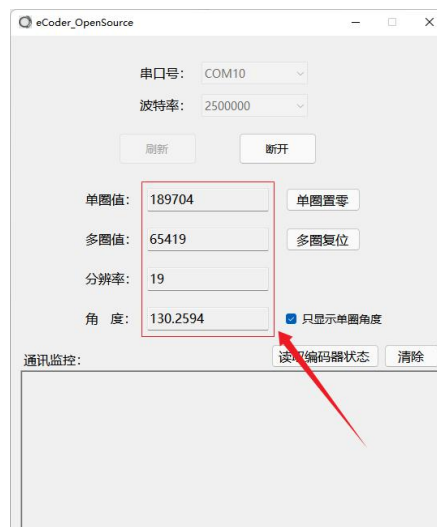 eCoder_OpenSource
串口号: COM10
波特率: 2500000
刷新 断开
单圈值: 189704 单圈置零
多圈值: 65419 多圈复位
分辨率: 19
角 度: 130.2594 只显示单圈角度
通讯监控: 读取编码器状态 清除